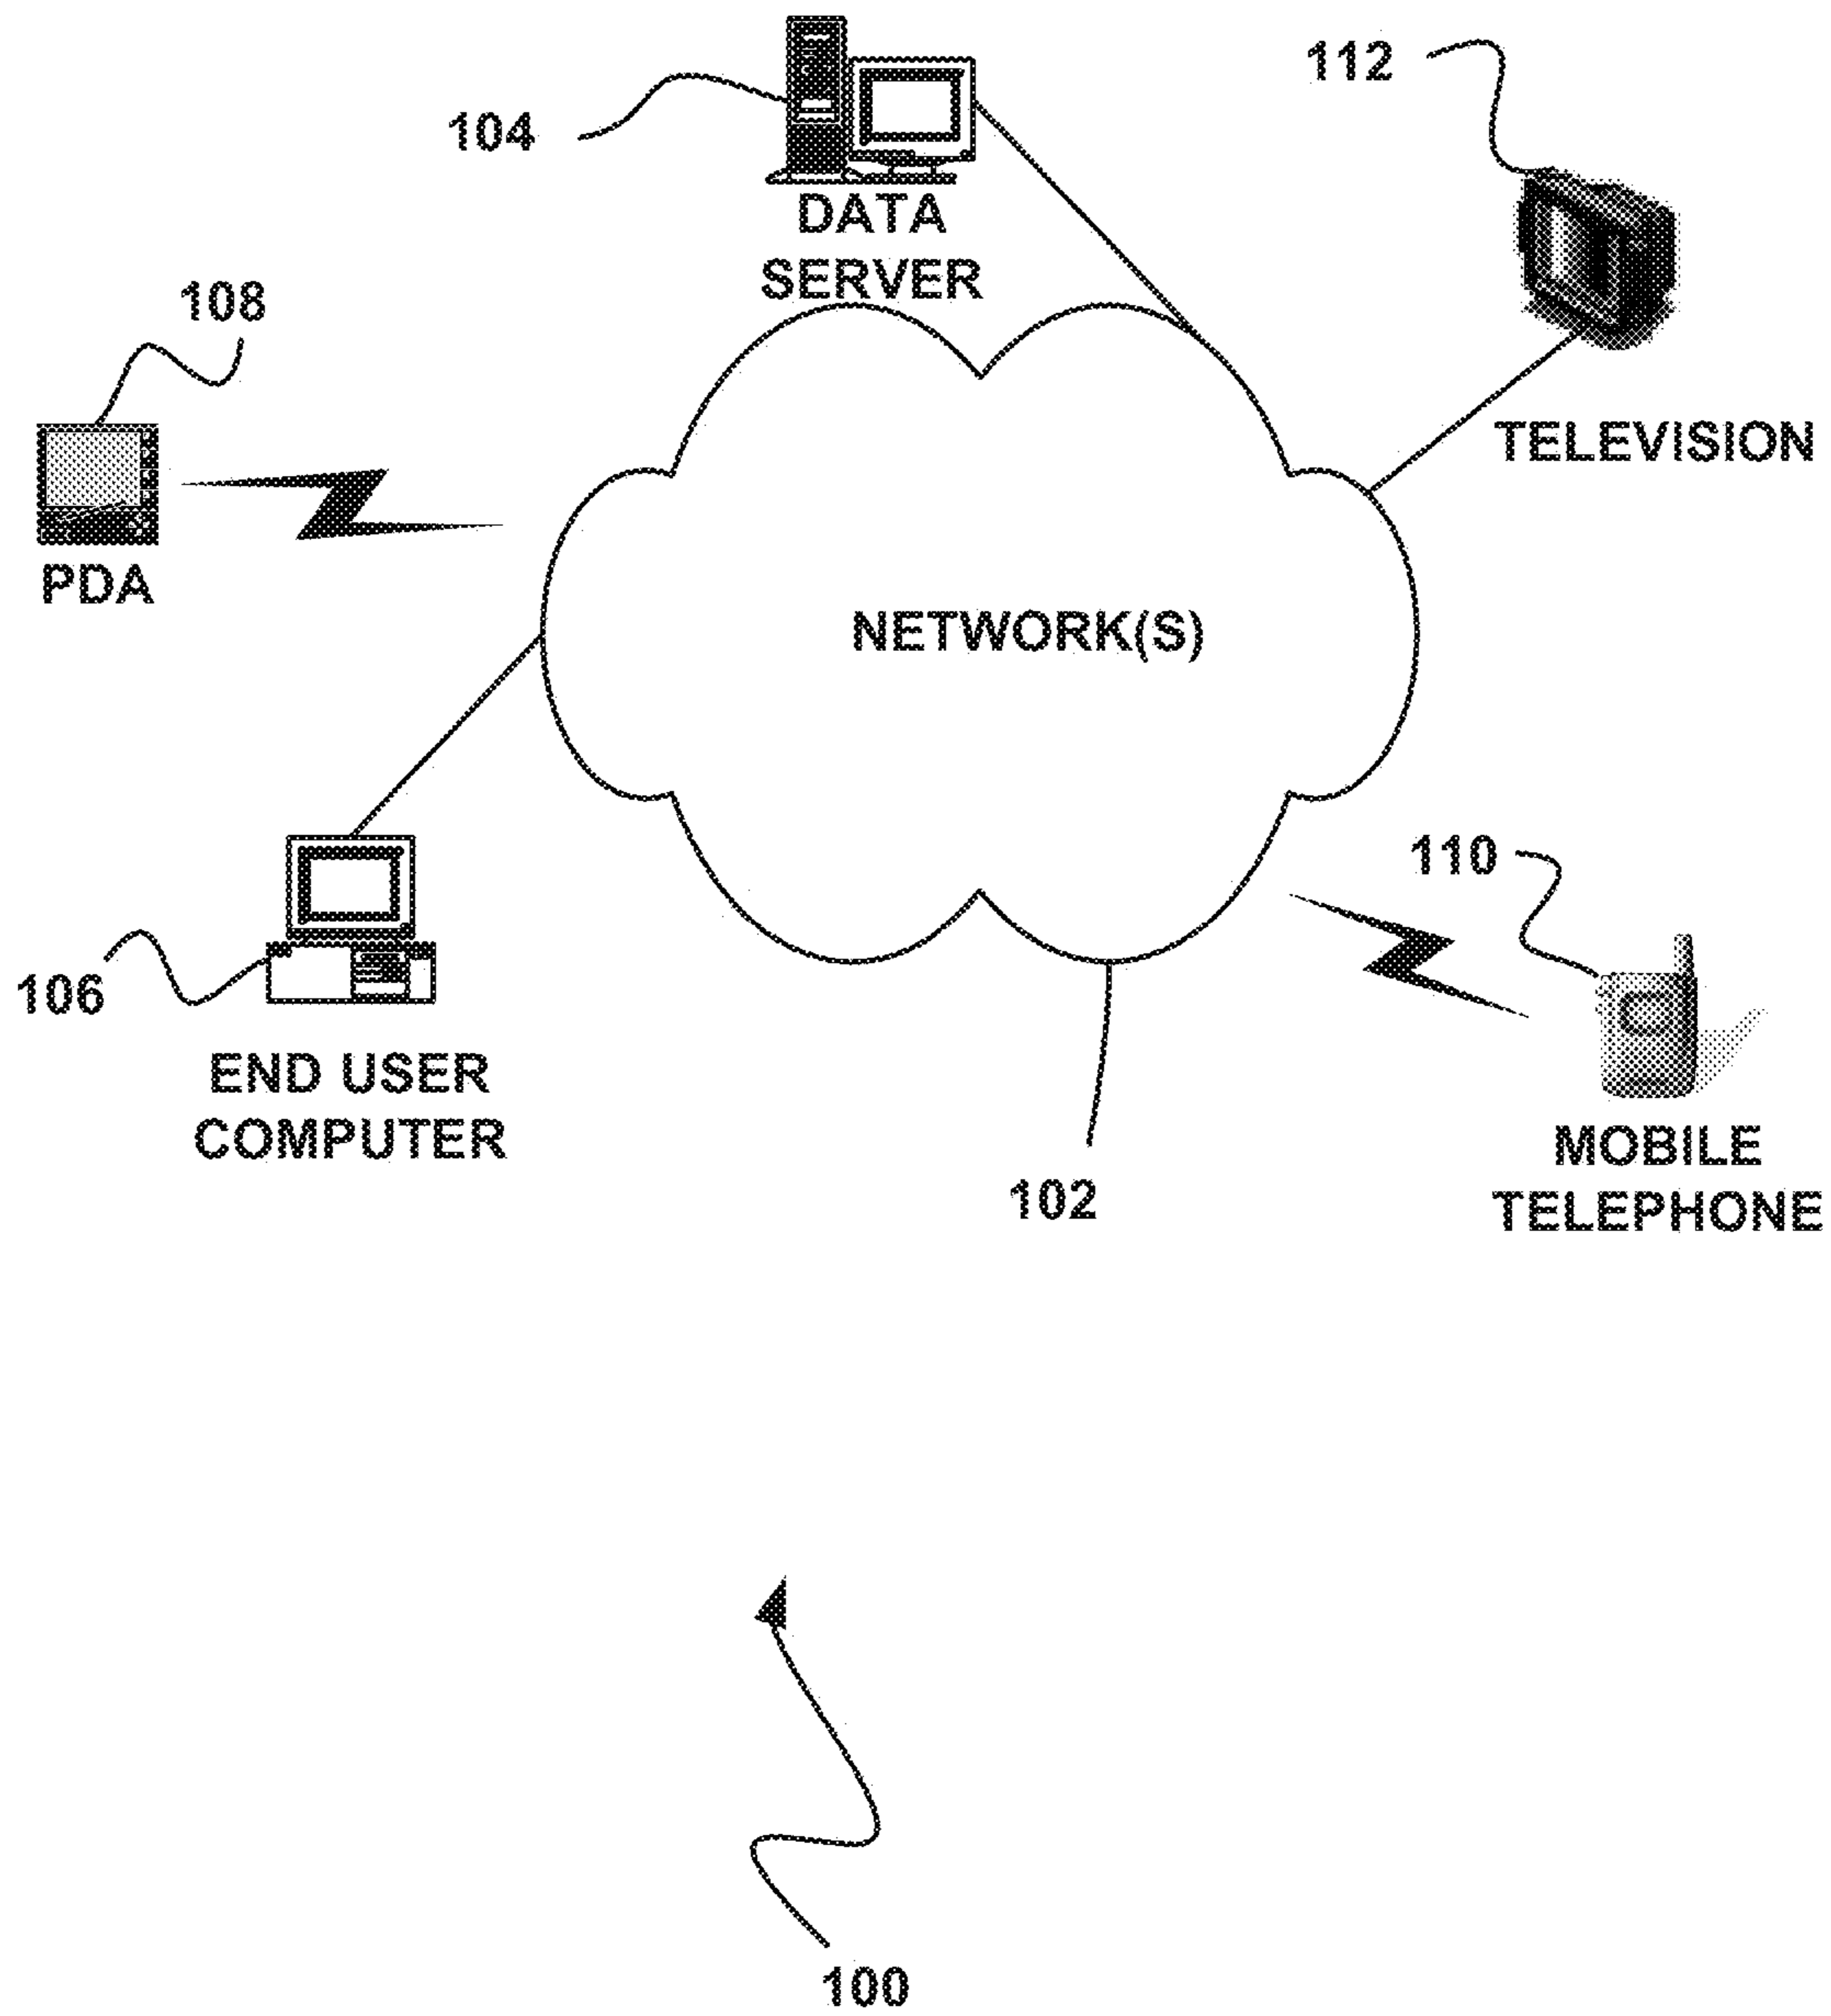 104
DATA
SERVER
112
TELEVISION
108
PDA
NETWORK(S)
106
END USER
COMPUTER
110
MOBILE
TELEPHONE
102
100